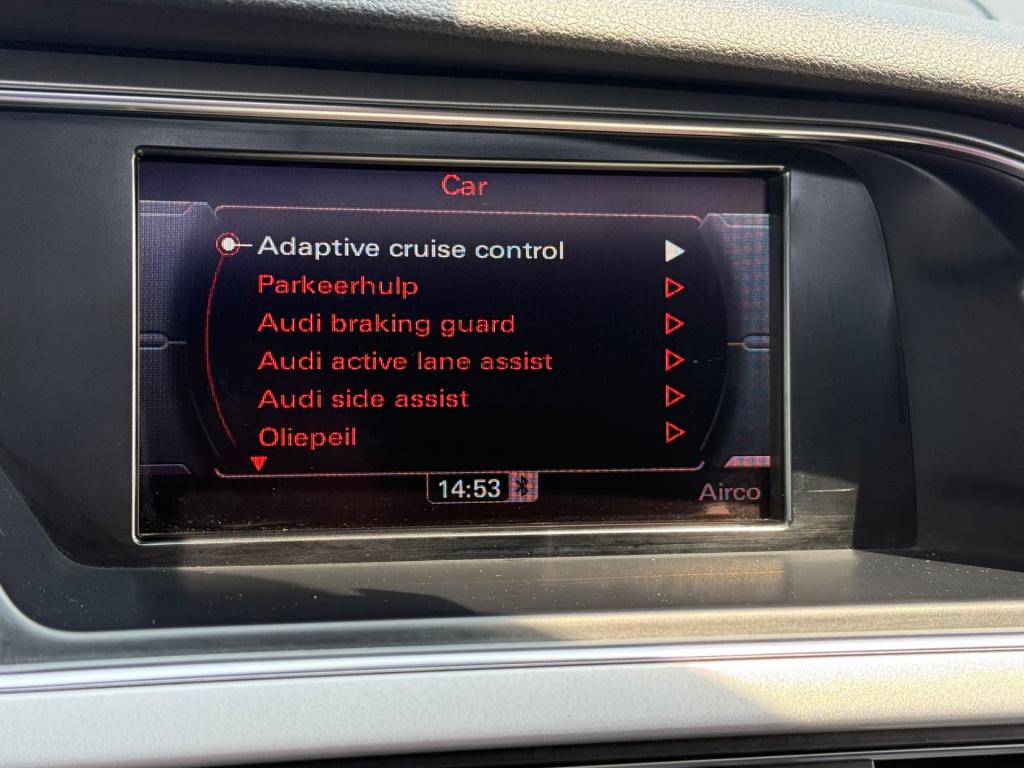 Car
Adaptive cruise control
Parkeerhulp
Audi braking guard
Audi active lane assist
Audi side assist
Oliepeil
14:53
Airco